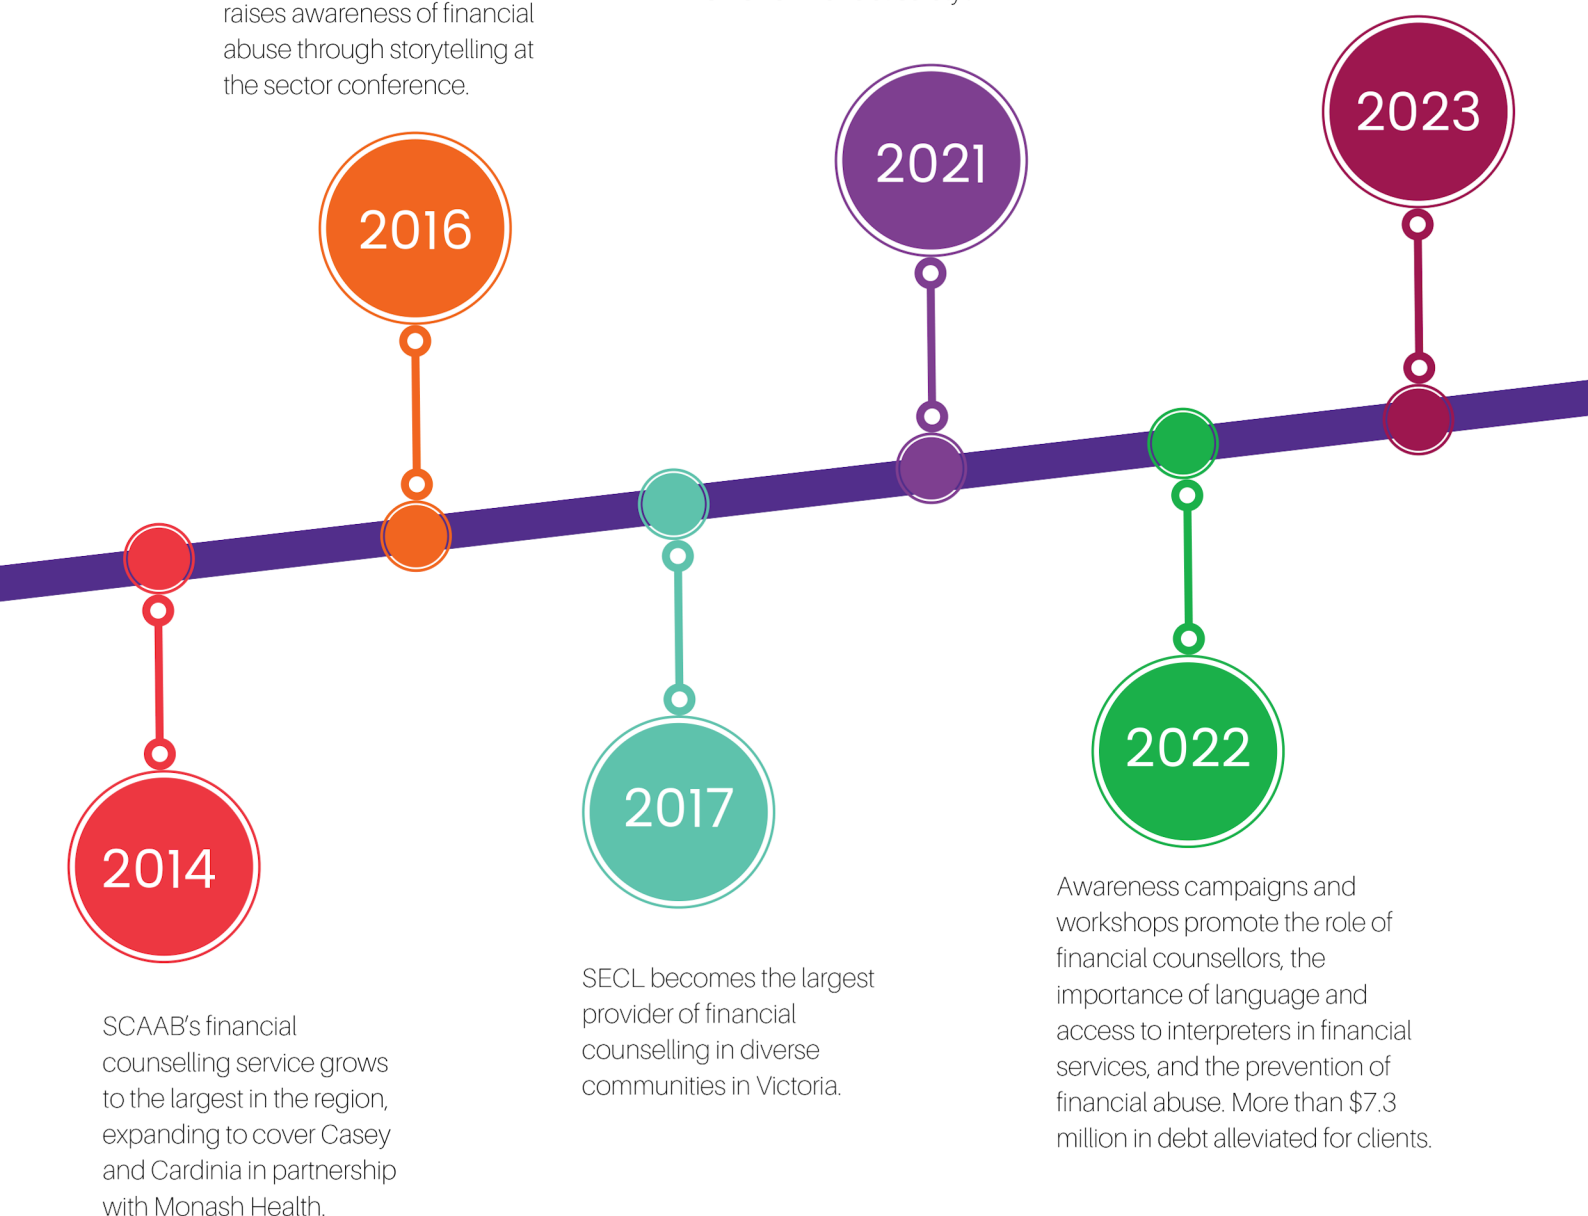 raises awareness of financial
abuse through storytelling at
the sector conference.
2016
2021
2023
2014
2017
2022
SCAAB’s financial
counselling service grows
to the largest in the region,
expanding to cover Casey
and Cardinia in partnership
with Monash Health.
SECL becomes the largest
provider of financial
counselling in diverse
communities in Victoria.
Awareness campaigns and
workshops promote the role of
financial counsellors, the
importance of language and
access to interpreters in financial
services, and the prevention of
financial abuse. More than $7.3
million in debt alleviated for clients.